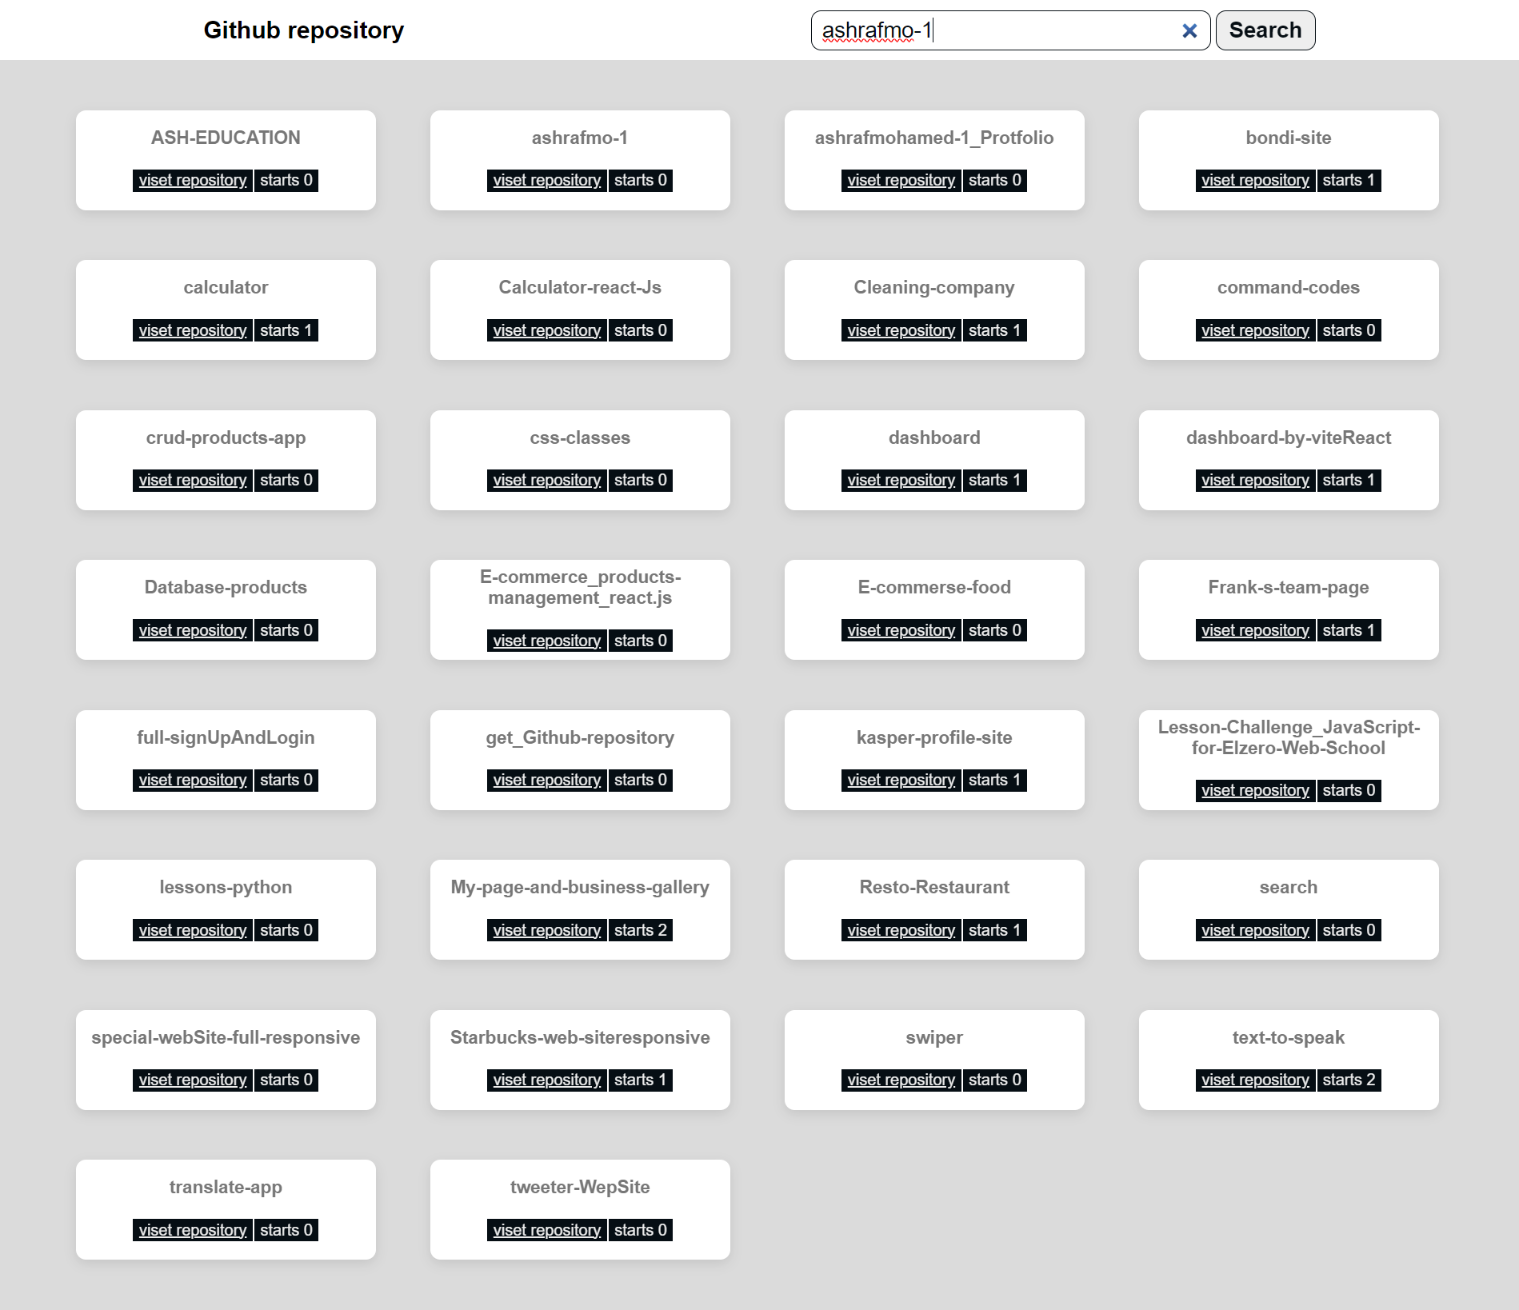 Github repository
ashrafmo-1
Search
ASH-EDUCATION
viset repository starts 0
ashrafmo-1
viset repository starts 0
ashrafmohamed-1_Protfolio
viset repository starts 0
bondi-site
viset repository starts 1
calculator
viset repository starts 1
Calculator-react-Js
viset repository starts 0
Cleaning-company
viset repository starts 1
command-codes
viset repository starts 0
crud-products-app
viset repository starts 0
css-classes
viset repository starts 0
dashboard
viset repository starts 1
dashboard-by-viteReact
viset repository starts 1
Database-products
viset repository starts 0
E-commerce_products-
management_react.js
viset repository starts 0
E-commerse-food
viset repository starts 0
Frank-s-team-page
viset repository starts 1
full-signUpAndLogin
viset repository starts 0
get_Github-repository
viset repository starts 0
kasper-profile-site
viset repository starts 1
Lesson-Challenge_JavaScript-
for-Elzero-Web-School
viset repository starts 0
lessons-python
viset repository starts 0
My-page-and-business-gallery
viset repository starts 2
Resto-Restaurant
viset repository starts 1
search
viset repository starts 0
special-webSite-full-responsive
viset repository starts 0
Starbucks-web-siteresponsive
viset repository starts 1
swiper
viset repository starts 0
text-to-speak
viset repository starts 2
translate-app
viset repository starts 0
tweeter-WepSite
viset repository starts 0